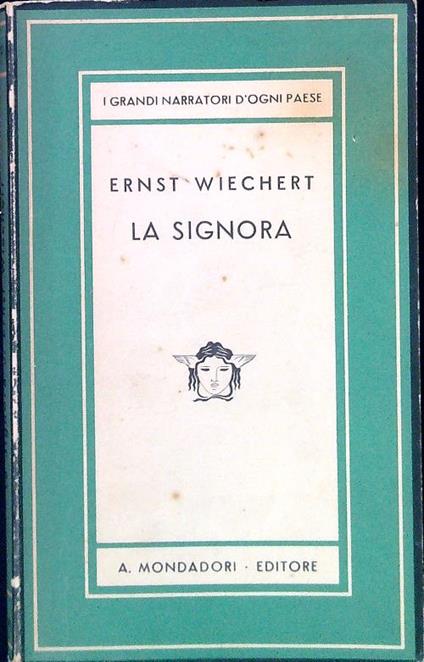 I GRANDI NARRATORI D'OGNI PAESE
ERNST WIECHERT
LA SIGNORA
A. MONDADORI · EDITORE